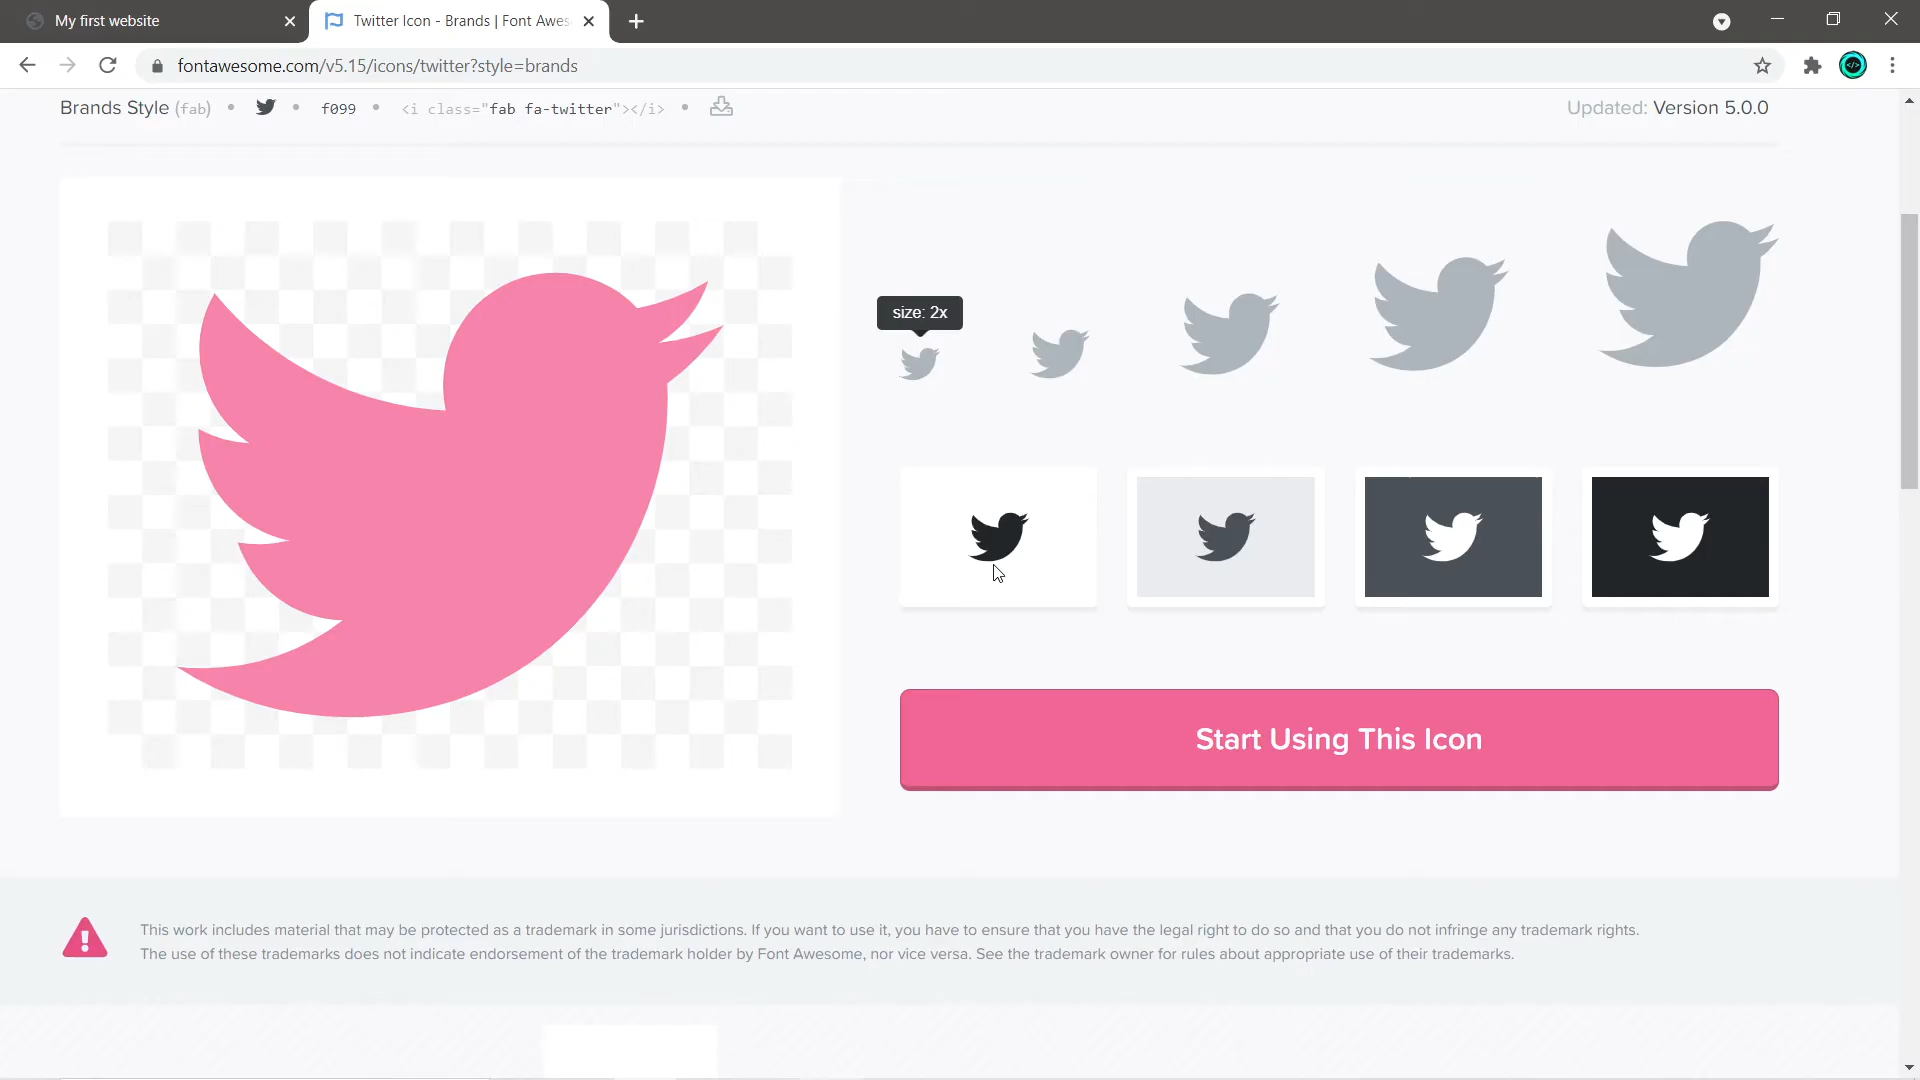 My first website
Twitter Icon - Brands | Font Awes
fontawesome.com/v5.15/icons/twitter?style=brands
Brands Style (fab) • • f099 • <i class="fab fa-twitter"></i> •
Updated: Version 5.0.0
size: 2x
Start Using This Icon
This work includes material that may be protected as a trademark in some jurisdictions. If you want to use it, you have to ensure that you have the legal right to do so and that you do not infringe any trademark rights.
The use of these trademarks does not indicate endorsement of the trademark holder by Font Awesome, nor vice versa. See the trademark owner for rules about appropriate use of their trademarks.